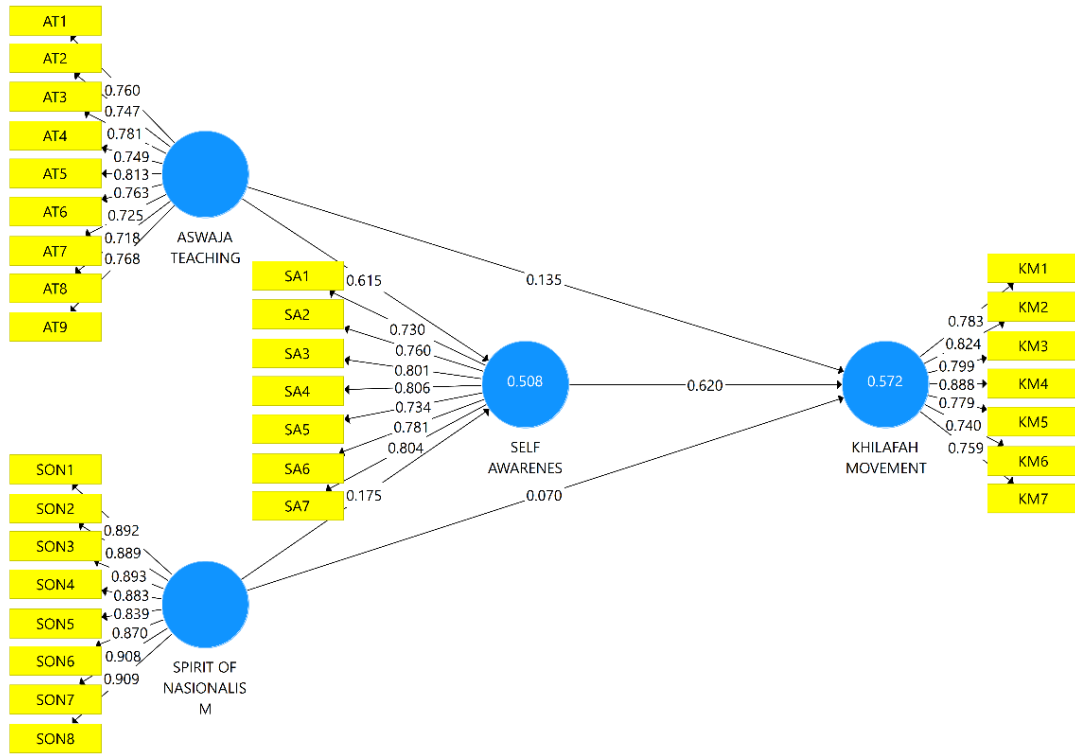 AT1
AT2
AT3
AT4
AT5
AT6
AT7
AT8
AT9
0.760
0.747
0.781
0.749
0.813
0.763
0.725
0.718
0.768
ASWAJA
TEACHING
0.615
0.135
SA1
SA2
SA3
SA4
SA5
SA6
SA7
0.730
0.760
0.801
0.806
0.734
0.781
0.804
0.175
0.508
SELF
AWARENES
0.620
0.070
0.572
KHILAFAH
MOVEMENT
0.783
0.824
0.799
0.888
0.779
0.740
0.759
KM1
KM2
KM3
KM4
KM5
KM6
KM7
SON1
SON2
SON3
SON4
SON5
SON6
SON7
SON8
0.892
0.889
0.893
0.883
0.839
0.870
0.908
0.909
SPIRIT OF
NASIONALIS
M